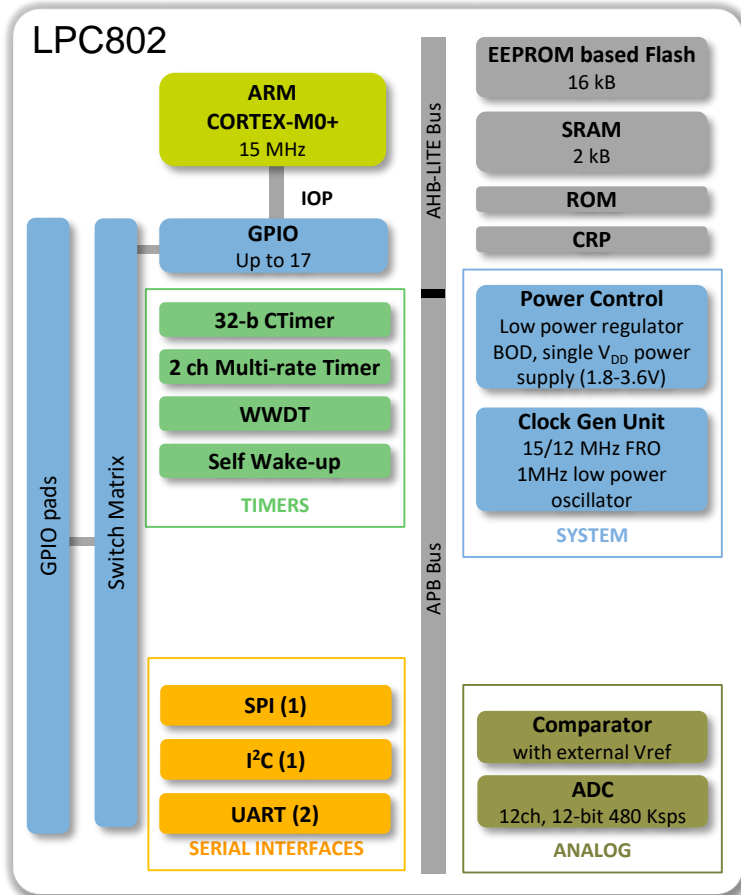 LPC802
ARM
CORTEX-M0+
15 MHz
IOP
GPIO
Up to 17
GPIO pads
Switch Matrix
32-b CTimer
2 ch Multi-rate Timer
WWDT
Self Wake-up
TIMERS
SPI (1)
I²C (1)
UART (2)
SERIAL INTERFACES
AHB-LITE Bus
APB Bus
EEPROM based Flash
16 kB
SRAM
2 kB
ROM
CRP
Power Control
Low power regulator
BOD, single VDD power
supply (1.8-3.6V)
Clock Gen Unit
15/12 MHz FRO
1MHz low power
oscillator
SYSTEM
Comparator
with external Vref
ADC
12ch, 12-bit 480 Ksps
ANALOG